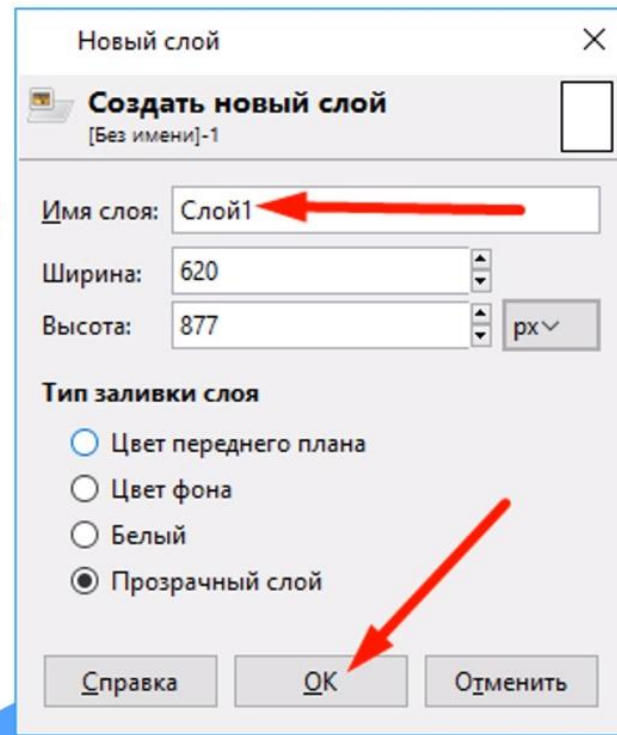 Новый слой
Создать новый слой
[Без имени]-1
Имя слоя: Слой1
Ширина: 620
Высота: 877 px
Тип заливки слоя
Цвет переднего плана
Цвет фона
Белый
Прозрачный слой
Справка OK Отменить